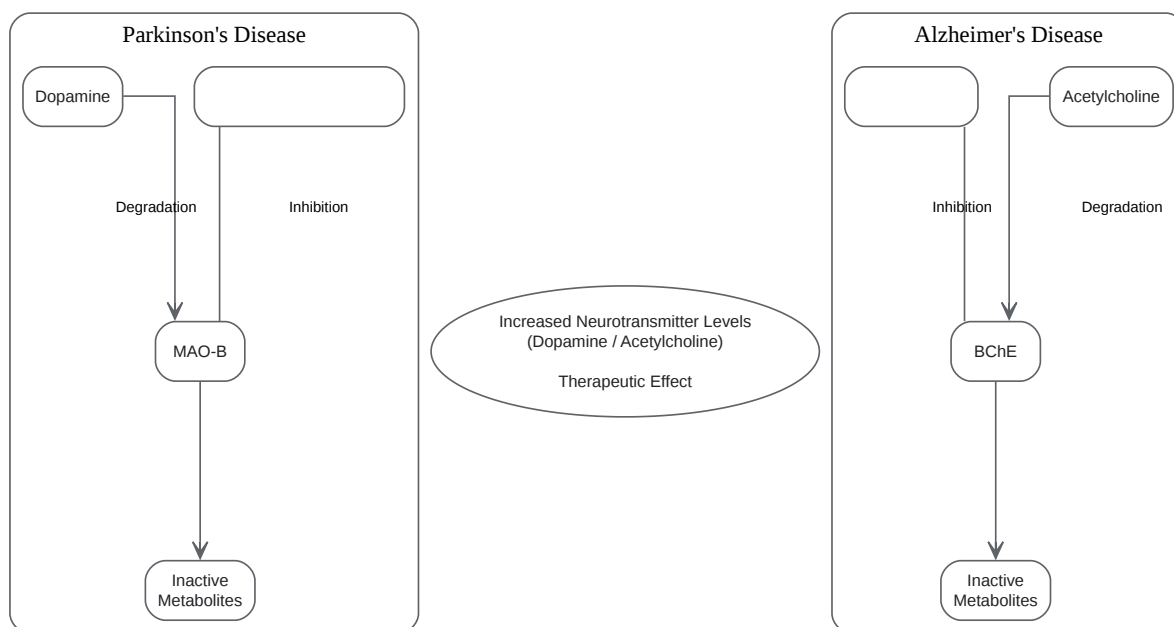 Parkinson's Disease
Dopamine
Degradation
Inhibition
MAO-B
Inactive
Metabolites
Increased Neurotransmitter Levels
(Dopamine / Acetylcholine)
Therapeutic Effect
Alzheimer's Disease
Acetylcholine
Inhibition
Degradation
BChE
Inactive
Metabolites